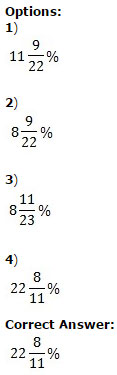 Options:
1)
11 9/22 %
2)
8 9/22 %
3)
8 11/23 %
4)
22 8/11 %
Correct Answer:
22 8/11 %